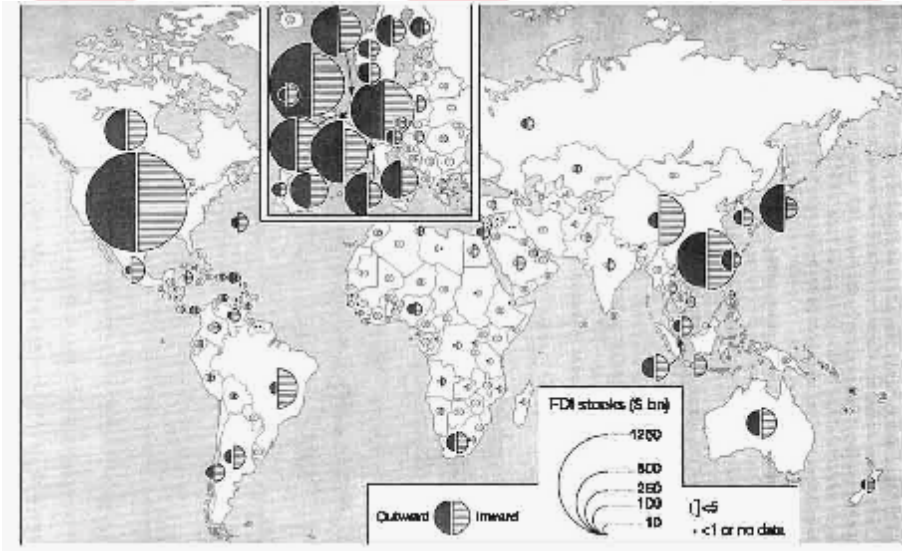 FDI stocks ($ bn)
1250
500
250
100
10
[ ] <5
• <1 or no data
Outward
Inward